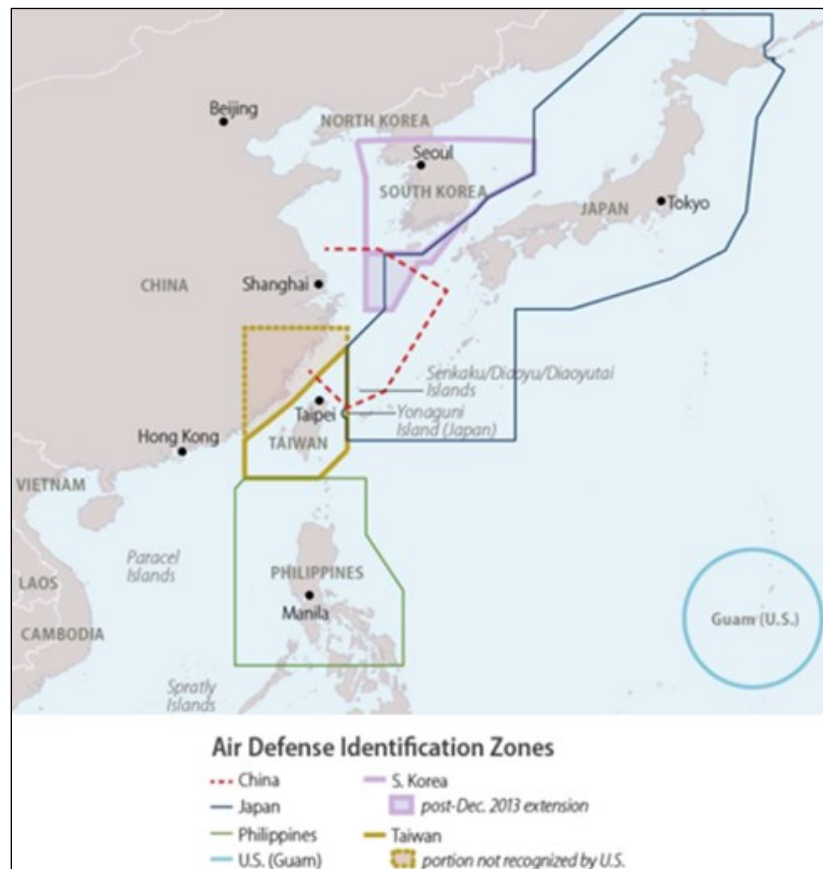 Beijing
NORTH KOREA
Seoul
SOUTH KOREA
JAPAN
Tokyo
CHINA
Shanghai
Senkaku/Diaoyu/Diaoyutai
Islands
Taipei
Yonaguni
Island (Japan)
Hong Kong
TAIWAN
VIETNAM
Paracel
Islands
LAOS
PHILIPPINES
Manila
Guam (U.S.)
CAMBODIA
Spratly
Islands
Air Defense Identification Zones
China
S. Korea
Japan
post-Dec. 2013 extension
Philippines
Taiwan
U.S. (Guam)
portion not recognized by U.S.